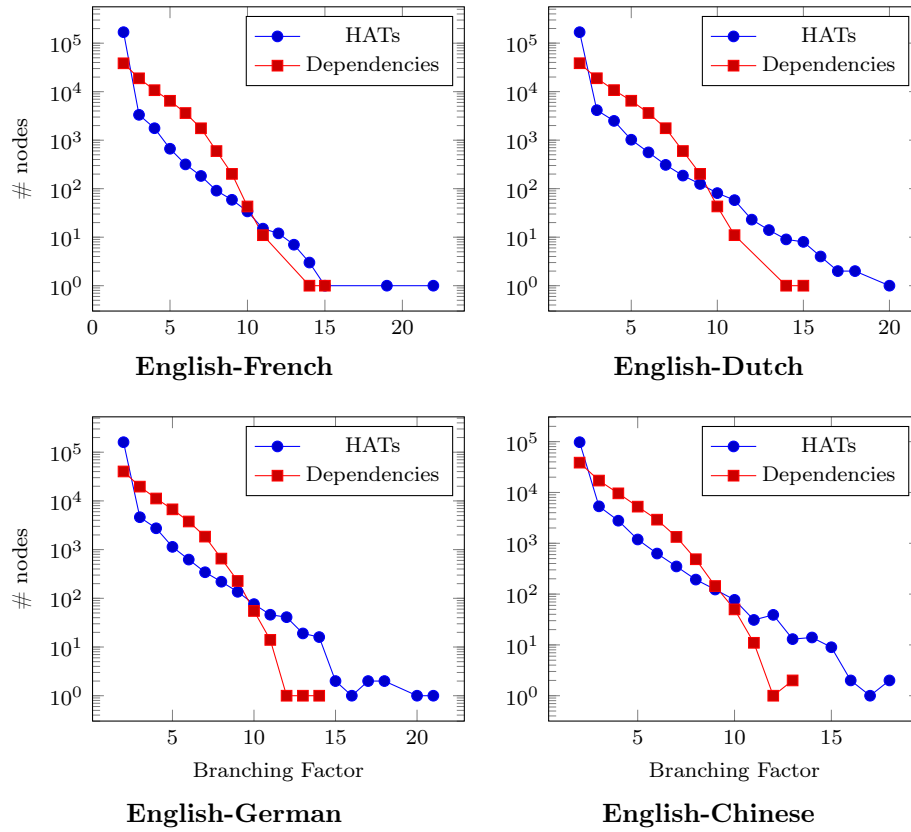 HATs
Dependencies
10^5
10^4
10^3
10^2
10^1
10^0
# nodes
0 5 10 15 20
English-French
HATs
Dependencies
10^5
10^4
10^3
10^2
10^1
10^0
5 10 15 20
English-Dutch
HATs
Dependencies
10^5
10^4
10^3
10^2
10^1
10^0
# nodes
5 10 15 20
Branching Factor
English-German
HATs
Dependencies
10^5
10^4
10^3
10^2
10^1
10^0
5 10 15
Branching Factor
English-Chinese